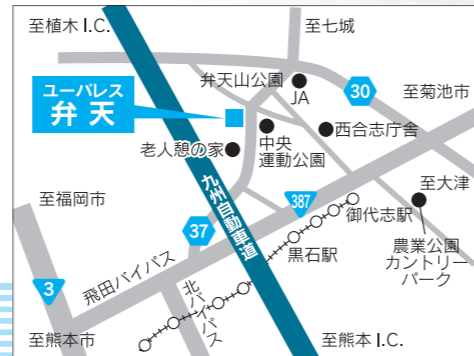 至植木 I.C.
至七城
弁天山公園
JA
30
至菊池市
ユーパレス
弁天
西合志庁舎
中央
運動公園
老人憩の家
九州自動車道
至大津
387
至福岡市
御代志駅
37
黒石駅
農業公園
カントリー
パーク
飛田バイパス
3
北バイパス
至熊本市
至熊本 I.C.